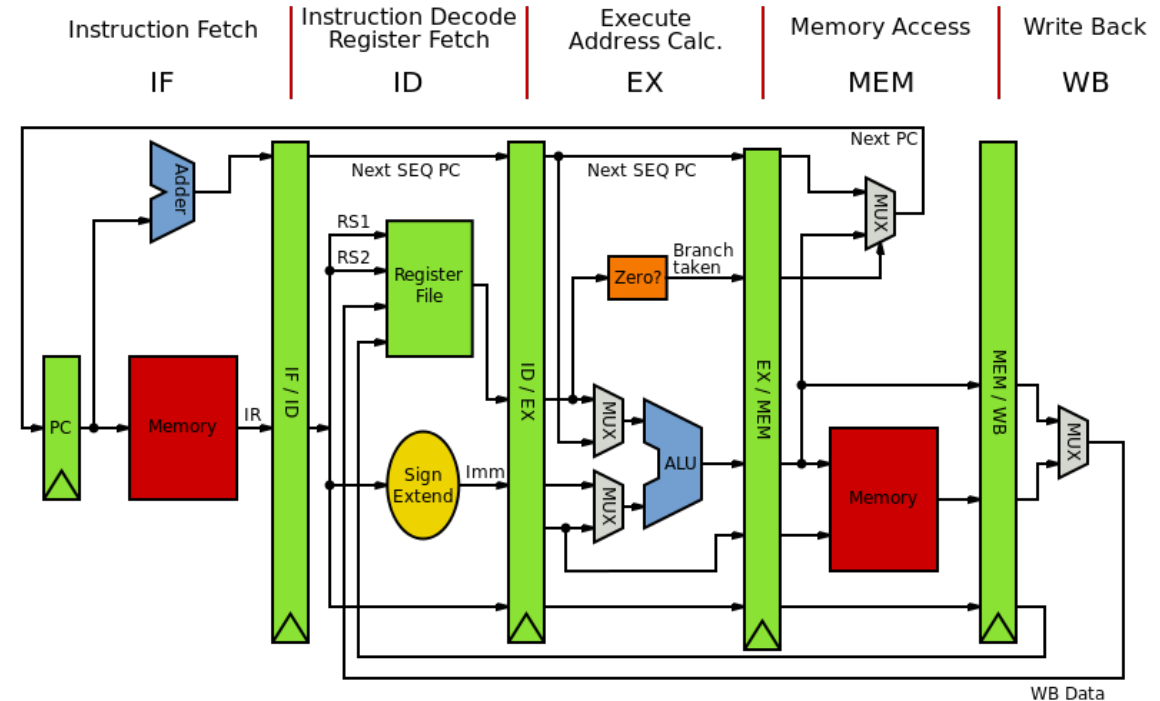 Instruction Fetch
IF
Instruction Decode
Register Fetch
ID
Execute
Address Calc.
EX
Memory Access
MEM
Write Back
WB
Next PC
Adder
Next SEQ PC
Next SEQ PC
MUX
RS1
RS2
Register
File
Zero?
Branch
taken
PC
Memory
IR
IF / ID
ID / EX
EX / MEM
MEM / WB
MUX
ALU
MUX
Sign
Extend
Imm
Memory
MUX
WB Data